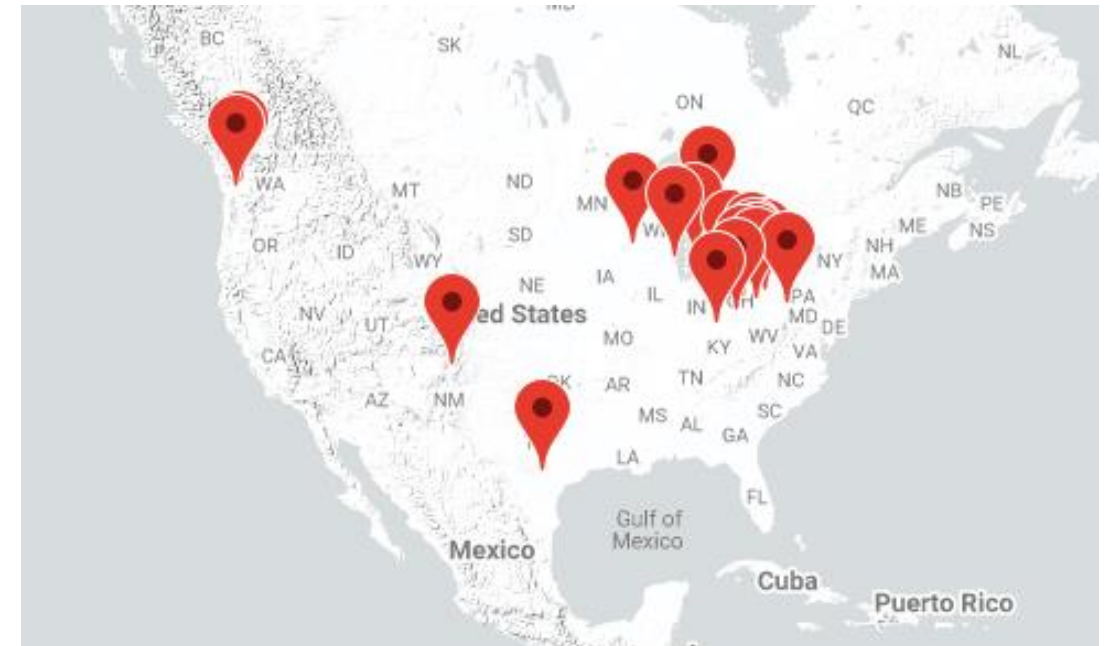 BC
SK
NL
ON
QC
WA
MT
ND
MN
NB
PE
ME
NS
OR
ID
SD
NH
WY
NY
MA
NE
IA
IL
IN
PA
NV
UT
ed States
MD
DE
MO
KY
WV
VA
CA
AZ
NM
AR
TN
NC
MS
AL
SC
GA
LA
FL
Gulf of
Mexico
Mexico
Cuba
Puerto Rico